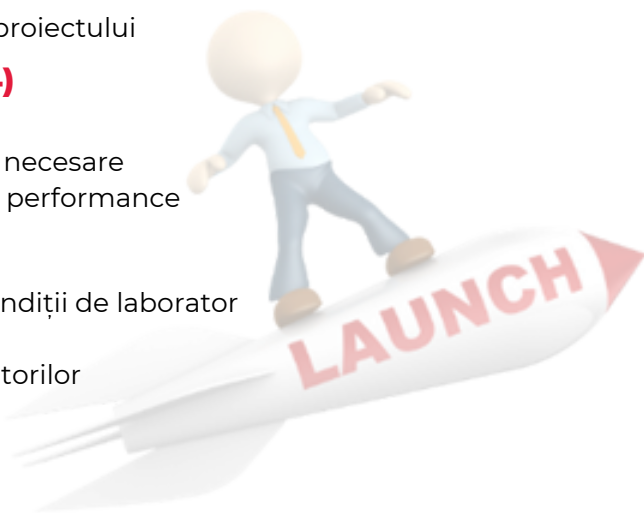 proiectului
)
necesare
performance
ndiții de laborator
torilor
LAUNCH